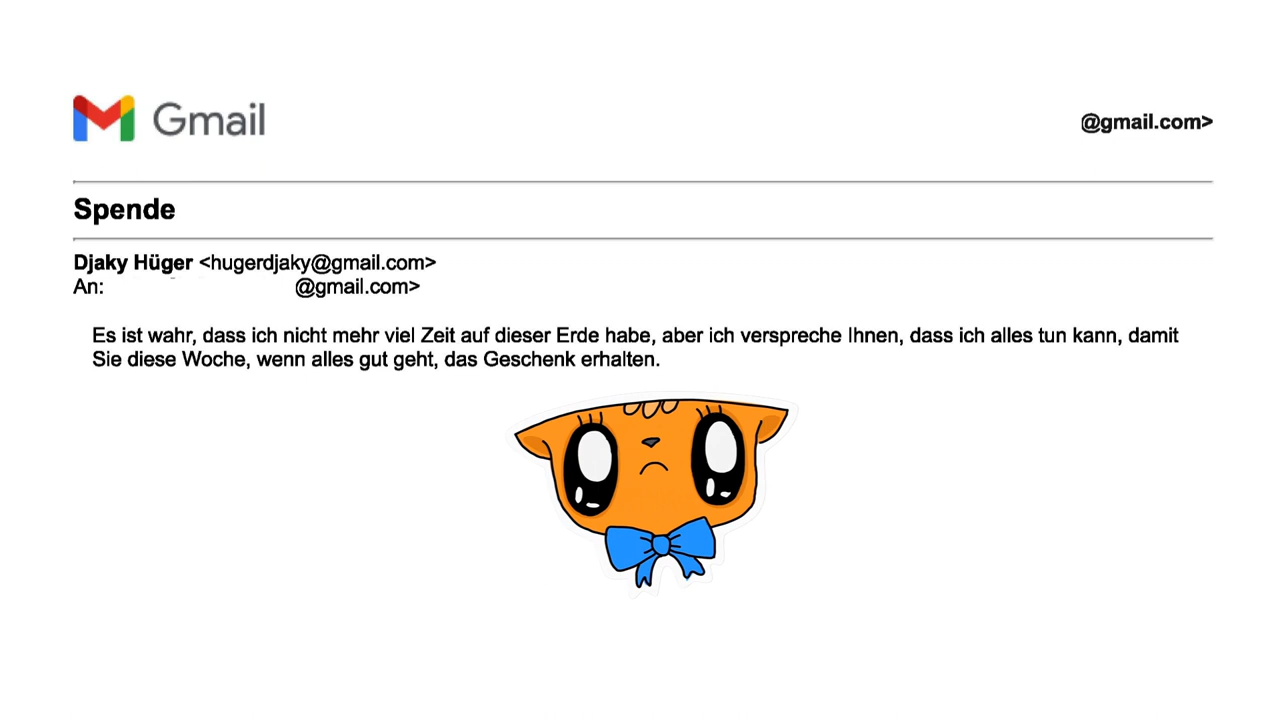 Gmail
@gmail.com>
Spende
Djaky Hüger <hugerdjaky@gmail.com>
An: @gmail.com>
Es ist wahr, dass ich nicht mehr viel Zeit auf dieser Erde habe, aber ich verspreche Ihnen, dass ich alles tun kann, damit
Sie diese Woche, wenn alles gut geht, das Geschenk erhalten.